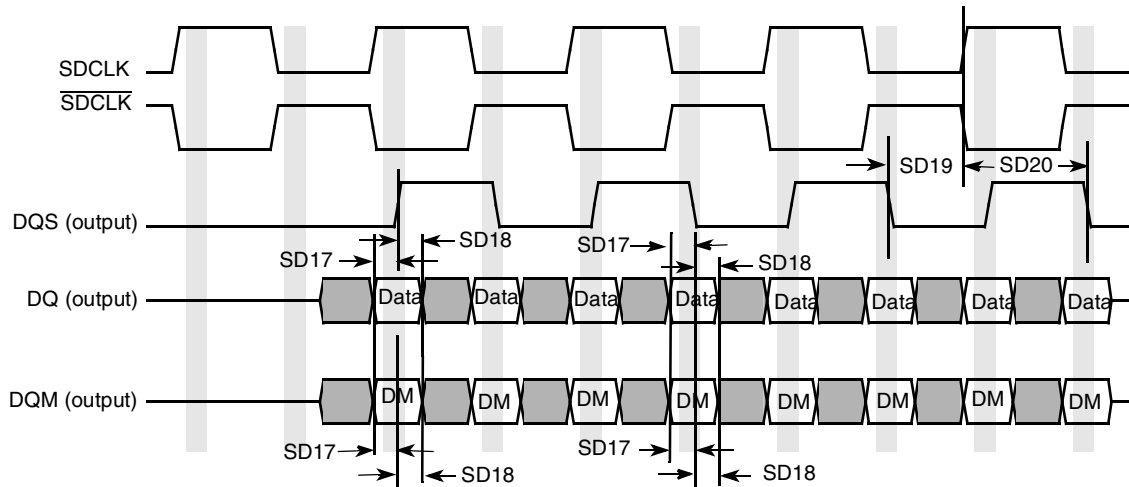 SDCLK
SDCLK
SD19 SD20
DQS (output)
SD18 SD17
SD17 SD18
DQ (output) Data Data Data Data Data Data Data Data
DQM (output) DM DM DM DM DM DM DM DM
SD17 SD17
SD18 SD18